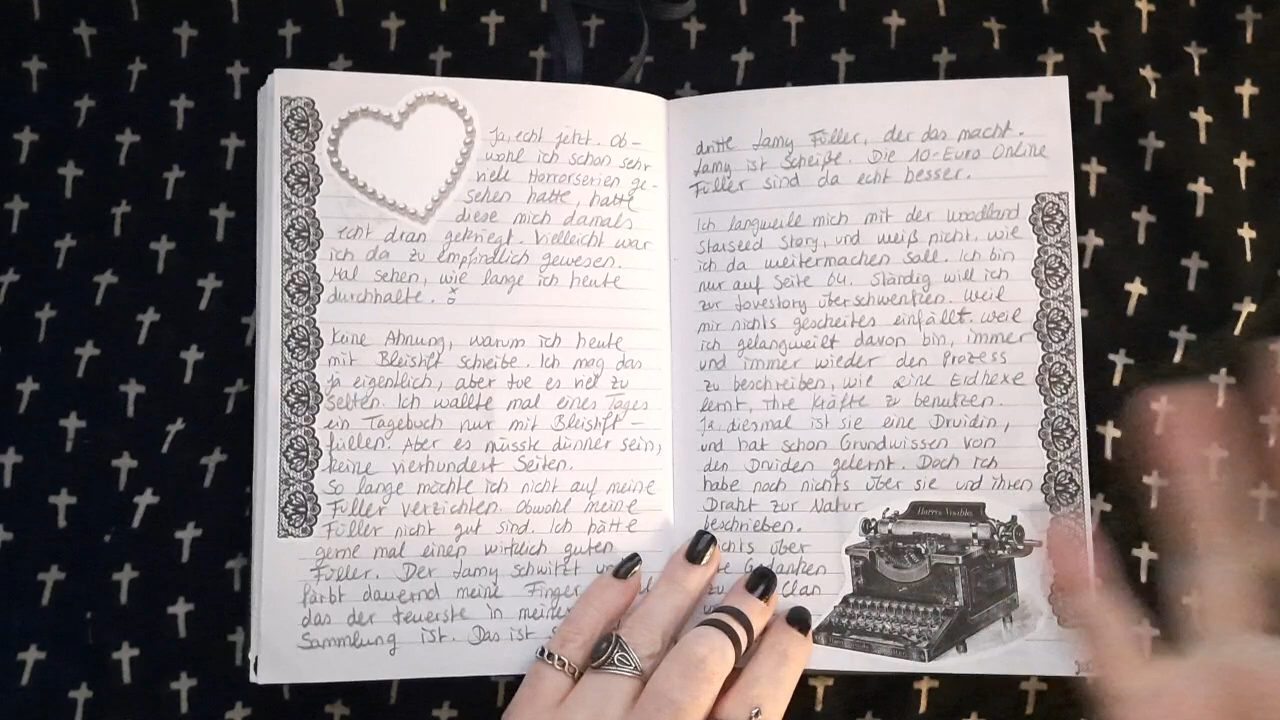 Ja, echt jetzt. Ob-
wohl ich schon sehr
viele Horrorserien ge-
sehen hatte, hatte
diese mich damals
echt dran gekriegt. Vielleicht war
ich da zu empfindlich gewesen.
Mal sehen, wie lange ich heute
durchhalte.
Keine Ahnung, warum ich heute
mit Bleistift scheibe. Ich mag das
ja eigentlich, aber tue es viel zu
selten. Ich wollte mal eines Tages
ein Tagebuch nur mit Bleistift
füllen. Aber es müsste dünner sein,
keine vierhundert Seiten.
So lange möchte ich nicht auf meine
Füller verzichten. Obwohl meine
Füller nicht gut sind. Ich hätte
gerne mal einen wirklich guten
Füller. Der Lamy schwitzt
färbt dauernd meine Finger
das der teuerste in meiner
Sammlung ist. Das ist
dritte Lamy Füller, der das macht.
Lamy ist Scheiße. Die 10-Euro Online
Füller sind da echt besser.
Ich langweile mich mit der Woodland
Starseed Story, und weiß nicht, wie
ich da weitermachen soll. Ich bin
nur auf Seite 64. Ständig will ich
zur Lovestory überschwenken. Weil
mir nichts gescheites einfällt. Weil
ich gelangweilt davon bin, immer
und immer wieder den Prozess
zu beschreiben, wie eine Erdhexe
lernt, ihre Kräfte zu benutzen.
Ja, diesmal ist sie eine Druidin,
und hat schon Grundwissen von
den Druiden gelernt. Doch ich
habe noch nichts über sie und ihren
Draht zur Natur
beschrieben.
über
Gedanken
zu Clan
Harris Visible